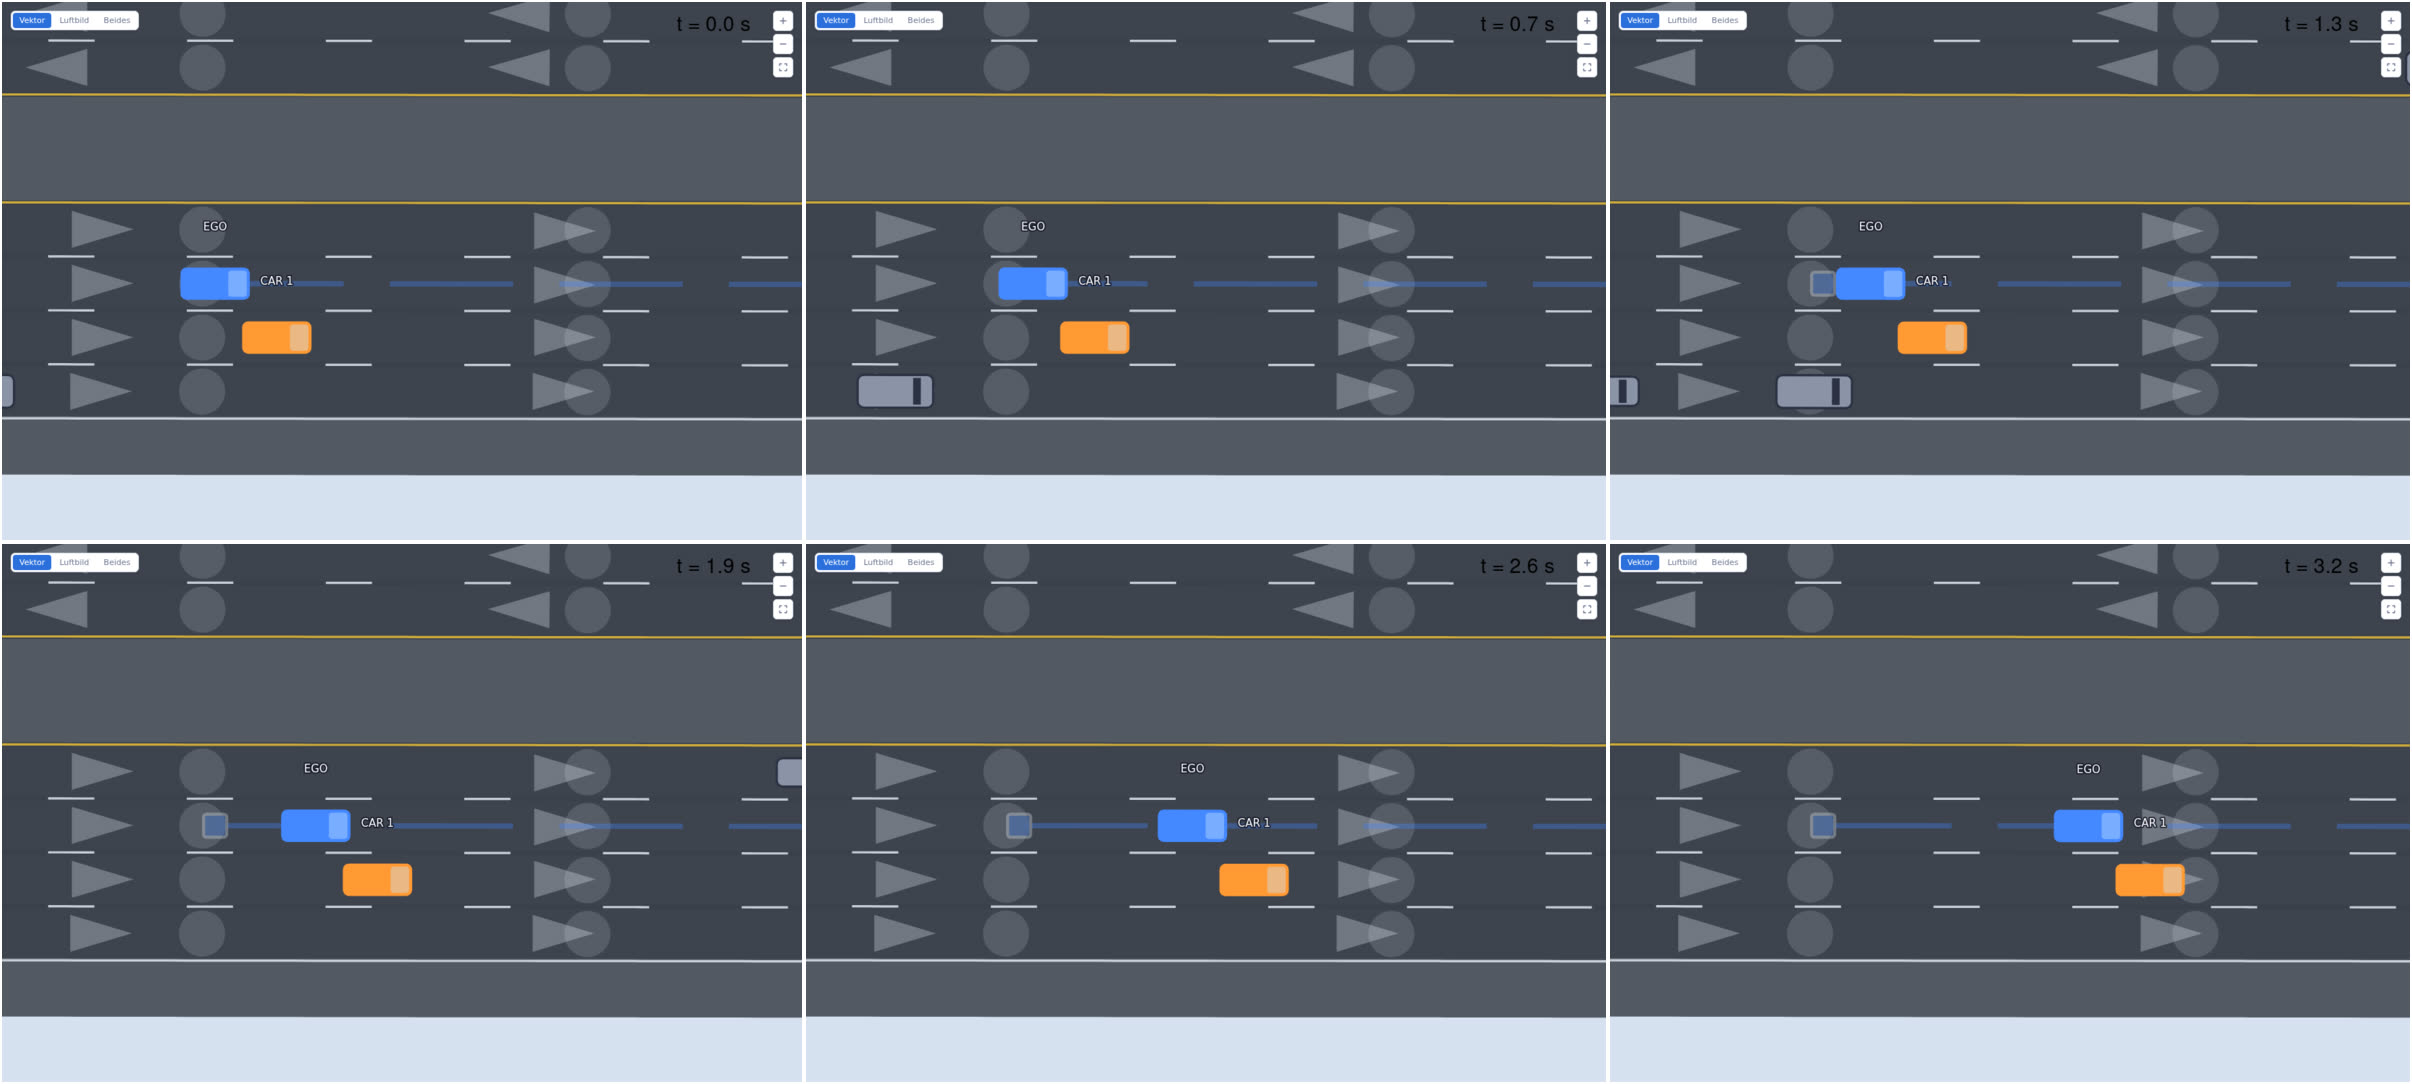 Vektor Luftbild Beides t = 0.0 s +
−
EGO
CAR 1
Vektor Luftbild Beides t = 0.7 s +
−
EGO
CAR 1
Vektor Luftbild Beides t = 1.3 s +
−
EGO
CAR 1
Vektor Luftbild Beides t = 1.9 s +
−
EGO
CAR 1
Vektor Luftbild Beides t = 2.6 s +
−
EGO
CAR 1
Vektor Luftbild Beides t = 3.2 s +
−
EGO
CAR 1